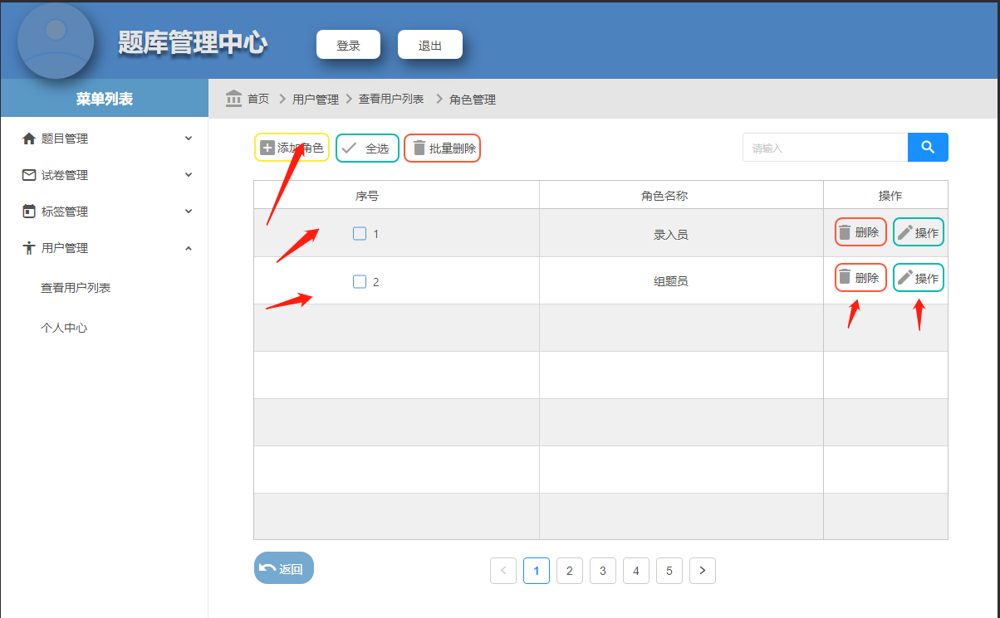 题库管理中心 登录 退出
菜单列表
首页 用户管理 查看用户列表 角色管理
题目管理
试卷管理
标签管理
用户管理
查看用户列表
个人中心
添加角色 全选 批量删除 请输入
序号 角色名称 操作
1 录入员 删除 操作
2 组题员 删除 操作
返回 < 1 2 3 4 5 >